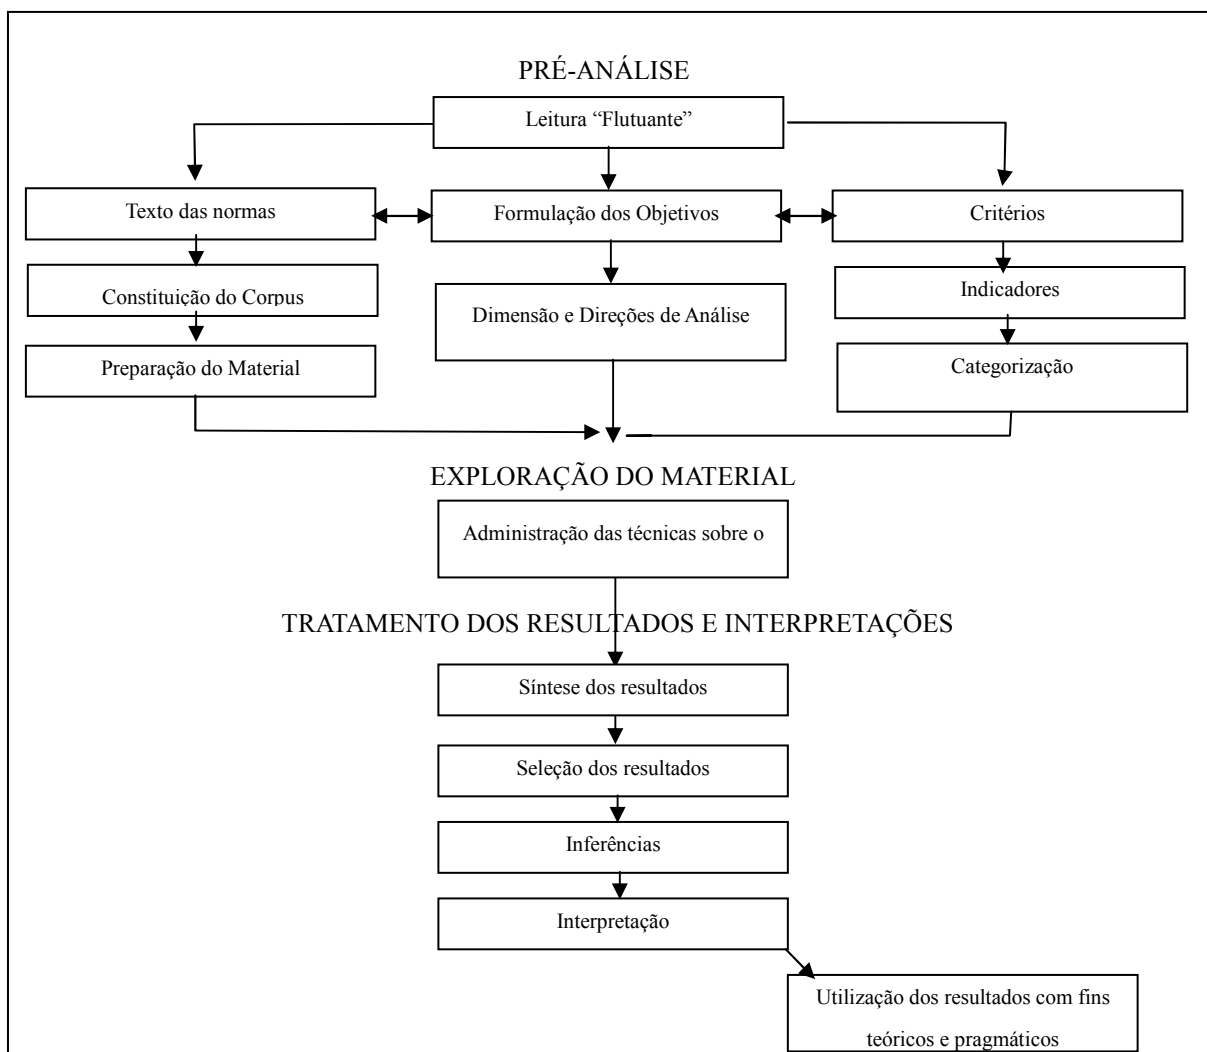 PRÉ-ANÁLISE
Leitura “Flutuante”
Texto das normas
Formulação dos Objetivos
Critérios
Constituição do Corpus
Dimensão e Direções de Análise
Indicadores
Preparação do Material
Categorização
EXPLORAÇÃO DO MATERIAL
Administração das técnicas sobre o
TRATAMENTO DOS RESULTADOS E INTERPRETAÇÕES
Síntese dos resultados
Seleção dos resultados
Inferências
Interpretação
Utilização dos resultados com fins
teóricos e pragmáticos